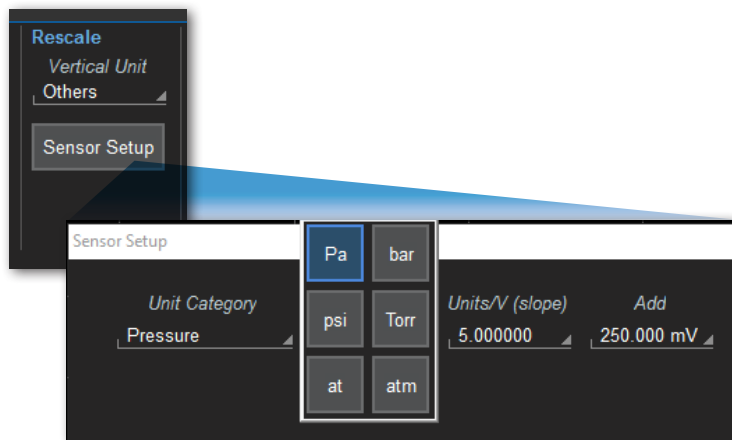 Rescale
Vertical Unit
Others
Sensor Setup
Sensor Setup
Unit Category
Pressure
Pa bar
psi Torr
at atm
Units/V (slope)
5.000000
Add
250.000 mV